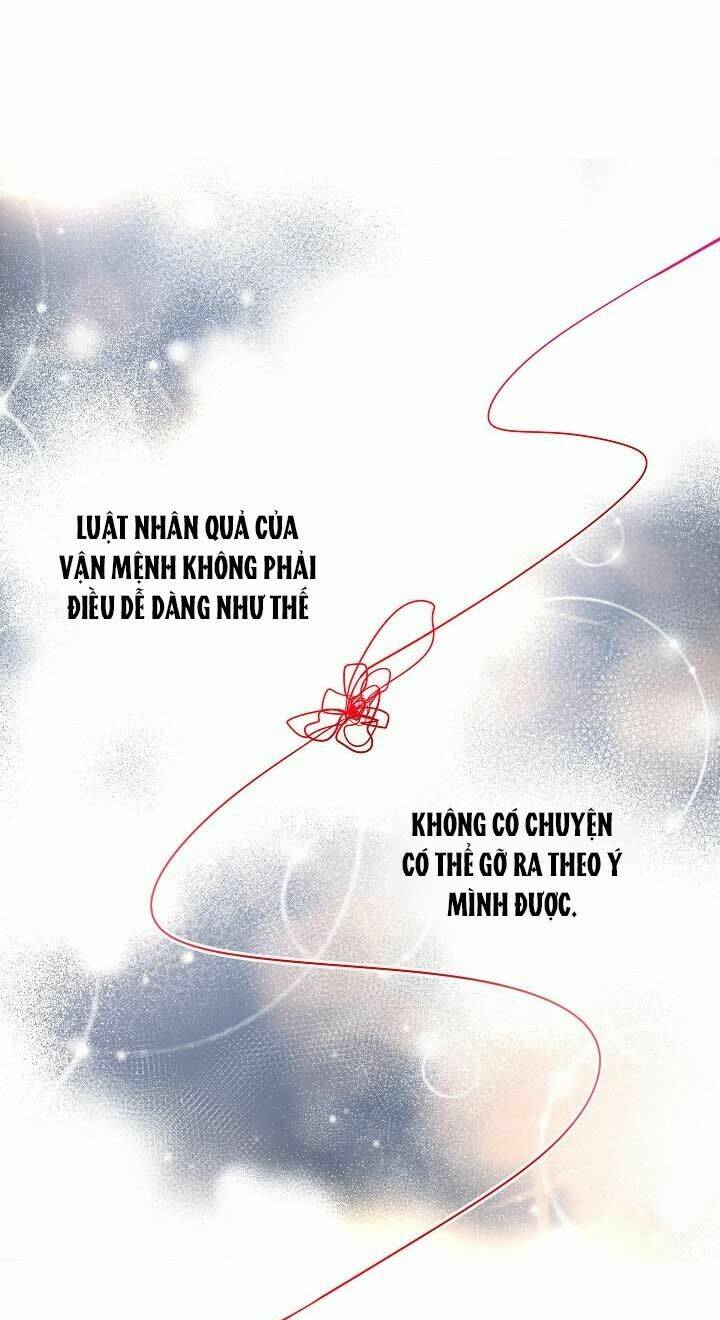 LUẬT NHÂN QUẢ CỦA
VẬN MỆNH KHÔNG PHẢI
ĐIỀU DỄ DÀNG NHƯ THẾ
KHÔNG CÓ CHUYỆN
CÓ THỂ GỠ RA THEO Ý
MÌNH ĐƯỢC.